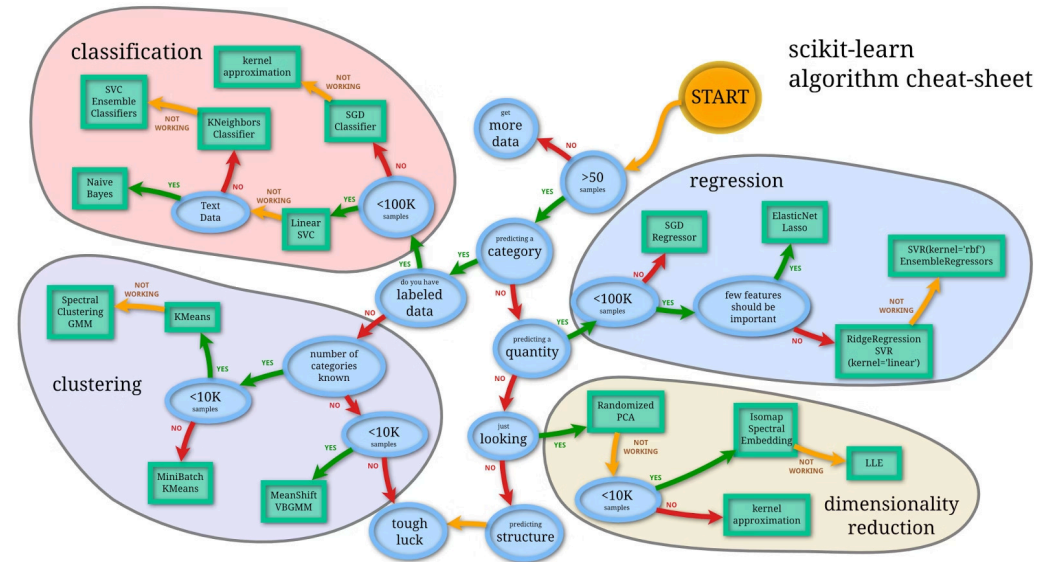 scikit-learn
algorithm cheat-sheet
START
classification
kernel
approximation
NOT
WORKING
SVC
Ensemble
Classifiers
NOT
WORKING
KNeighbors
Classifier
SGD
Classifier
NO
Naive
Bayes
YES
Text
Data
NO
NOT
WORKING
Linear
SVC
YES
<100K
samples
YES
get
more
data
NO
>50
samples
YES
predicting a
category
YES
NO
do you have
labeled
data
NO
predicting a
quantity
YES
NO
just
looking
YES
NO
predicting
structure
tough
luck
regression
SGD
Regressor
NO
<100K
samples
YES
ElasticNet
Lasso
YES
few features
should be
important
NO
SVR(kernel='rbf')
EnsembleRegressors
NOT
WORKING
RidgeRegression
SVR
(kernel='linear')
clustering
Spectral
Clustering
GMM
NOT
WORKING
KMeans
YES
<10K
samples
NO
MiniBatch
KMeans
YES
number of
categories
known
NO
<10K
samples
YES
NO
MeanShift
VBGMM
dimensionality
reduction
Randomized
PCA
NOT
WORKING
<10K
samples
YES
NO
Isomap
Spectral
Embedding
NOT
WORKING
LLE
kernel
approximation